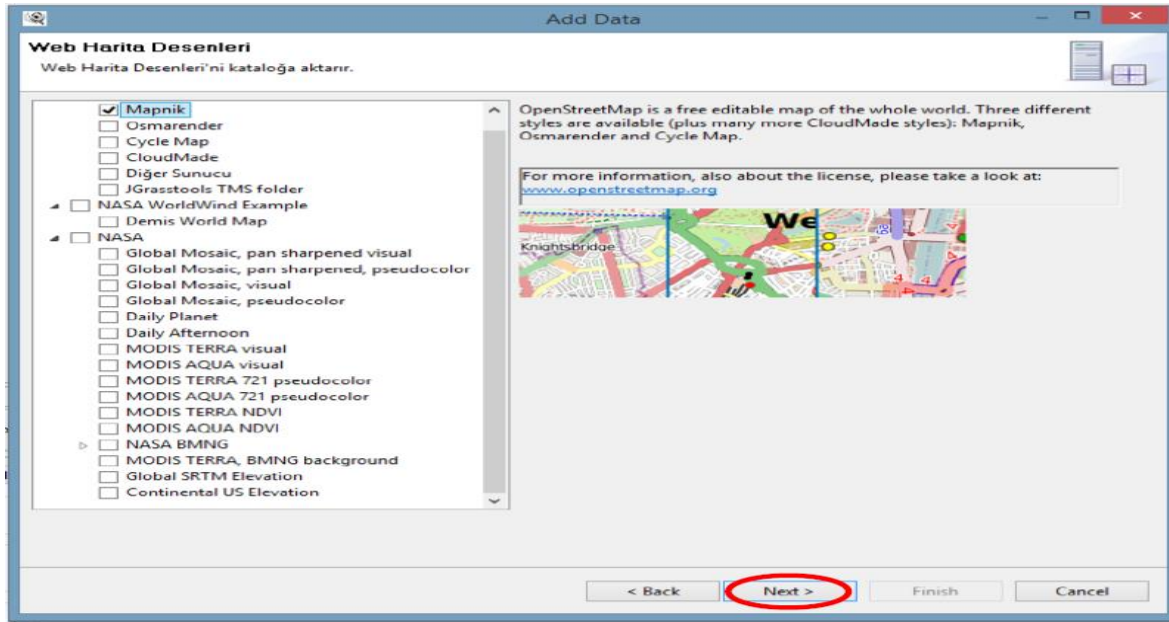 Add Data
Web Harita Desenleri
Web Harita Desenleri'ni kataloğa aktarır.
Mapnik
Osmarender
Cycle Map
CloudMade
Diğer Sunucu
JGrasstools TMS folder
NASA WorldWind Example
Demis World Map
NASA
Global Mosaic, pan sharpened visual
Global Mosaic, pan sharpened, pseudocolor
Global Mosaic, visual
Global Mosaic, pseudocolor
Daily Planet
Daily Afternoon
MODIS TERRA visual
MODIS AQUA visual
MODIS TERRA 721 pseudocolor
MODIS AQUA 721 pseudocolor
MODIS TERRA NDVI
MODIS AQUA NDVI
NASA BMNG
MODIS TERRA, BMNG background
Global SRTM Elevation
Continental US Elevation
OpenStreetMap is a free editable map of the whole world. Three different
styles are available (plus many more CloudMade styles): Mapnik,
Osmarender and Cycle Map.
For more information, also about the license, please take a look at:
www.openstreetmap.org
We
Knightsbridge
< Back
Next >
Finish
Cancel